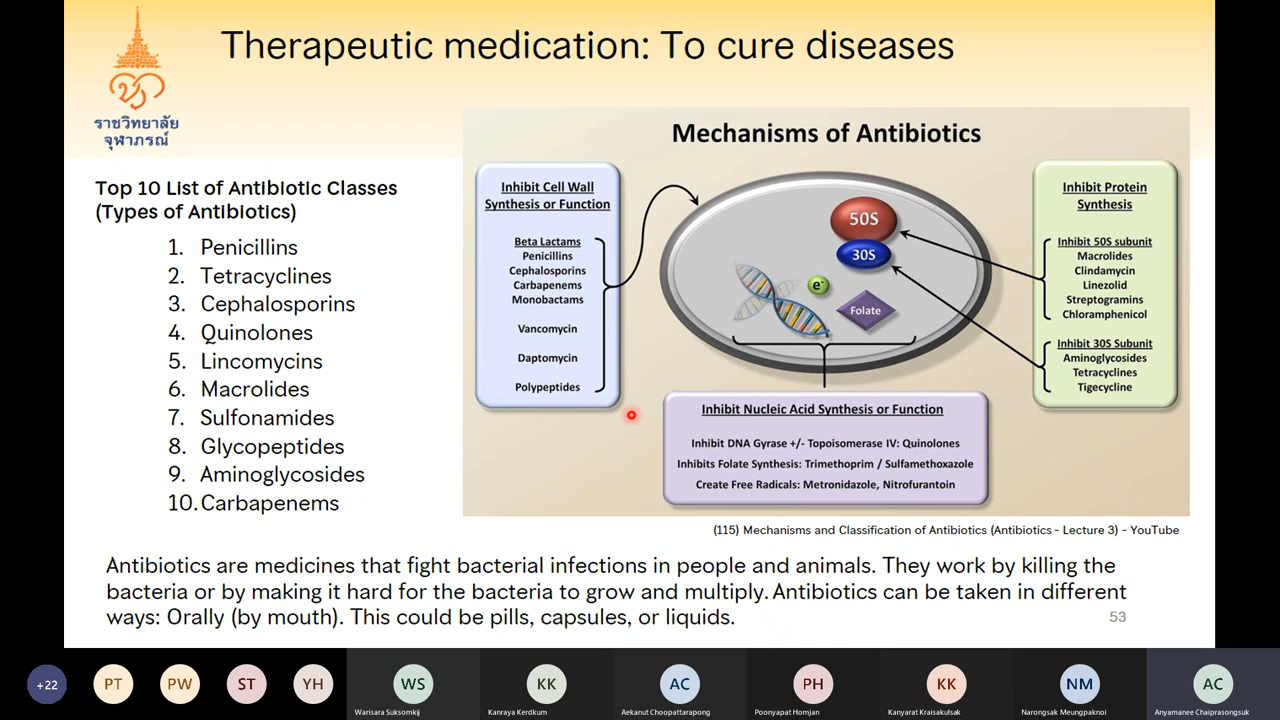 Therapeutic medication: To cure diseases
ราชวิทยาลัย
จุฬาภรณ์
Top 10 List of Antibiotic Classes
(Types of Antibiotics)
1. Penicillins
2. Tetracyclines
3. Cephalosporins
4. Quinolones
5. Lincomycins
6. Macrolides
7. Sulfonamides
8. Glycopeptides
9. Aminoglycosides
10. Carbapenems
Mechanisms of Antibiotics
Inhibit Cell Wall
Synthesis or Function
Beta Lactams
Penicillins
Cephalosporins
Carbapenems
Monobactams
Vancomycin
Daptomycin
Polypeptides
50S
30S
e-
Folate
Inhibit Protein
Synthesis
Inhibit 50S subunit
Macrolides
Clindamycin
Linezolid
Streptogramins
Chloramphenicol
Inhibit 30S Subunit
Aminoglycosides
Tetracyclines
Tigecycline
Inhibit Nucleic Acid Synthesis or Function
Inhibit DNA Gyrase +/- Topoisomerase IV: Quinolones
Inhibits Folate Synthesis: Trimethoprim / Sulfamethoxazole
Create Free Radicals: Metronidazole, Nitrofurantoin
(115) Mechanisms and Classification of Antibiotics (Antibiotics - Lecture 3) - YouTube
Antibiotics are medicines that fight bacterial infections in people and animals. They work by killing the
bacteria or by making it hard for the bacteria to grow and multiply. Antibiotics can be taken in different
ways: Orally (by mouth). This could be pills, capsules, or liquids.
53
+22
PT
PW
ST
YH
WS
KK
AC
PH
KK
NM
AC
Warisara Suksomkij
Kanraya Kerdkum
Aekanut Choopattarapong
Poonyapat Homjan
Kanyarat Kraisakulsak
Narongsak Meungpaknoi
Anyamanee Chaiprasongsuk